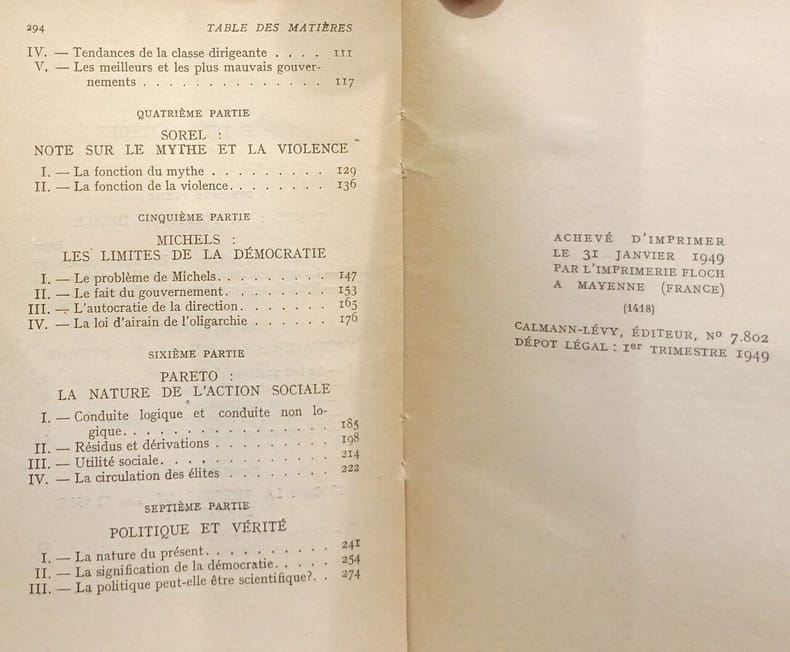 294 TABLE DES MATIÈRES
IV. — Tendances de la classe dirigeante . . . . 111
V. — Les meilleurs et les plus mauvais gouver-
nements . . . . . . . . . . . . . . 117
QUATRIÈME PARTIE
SOREL :
NOTE SUR LE MYTHE ET LA VIOLENCE
I. — La fonction du mythe . . . . . . . . . 129
II. — La fonction de la violence. . . . . . . 136
CINQUIÈME PARTIE
MICHELS :
LES LIMITES DE LA DÉMOCRATIE
I. — Le problème de Michels. . . . . . . . . 147
II. — Le fait du gouvernement. . . . . . . . 153
III. — L'autocratie de la direction. . . . . . . 165
IV. — La loi d'airain de l'oligarchie . . . . . . 176
SIXIÈME PARTIE
PARETO :
LA NATURE DE L'ACTION SOCIALE
I. — Conduite logique et conduite non lo-
gique. . . . . . . . . . . . . . . . 185
II. — Résidus et dérivations . . . . . . . . 198
III. — Utilité sociale. . . . . . . . . . . . . 214
IV. — La circulation des élites . . . . . . . . 222
SEPTIÈME PARTIE
POLITIQUE ET VÉRITÉ
I. — La nature du présent. . . . . . . . . . 241
II. — La signification de la démocratie. . . . . 254
III. — La politique peut-elle être scientifique?. . 274
ACHEVÉ D'IMPRIMER
LE 31 JANVIER 1949
PAR L'IMPRIMERIE FLOCH
A MAYENNE (FRANCE)
(1418)
CALMANN-LÉVY, ÉDITEUR, Nº 7.802
DÉPOT LÉGAL : 1er TRIMESTRE 1949